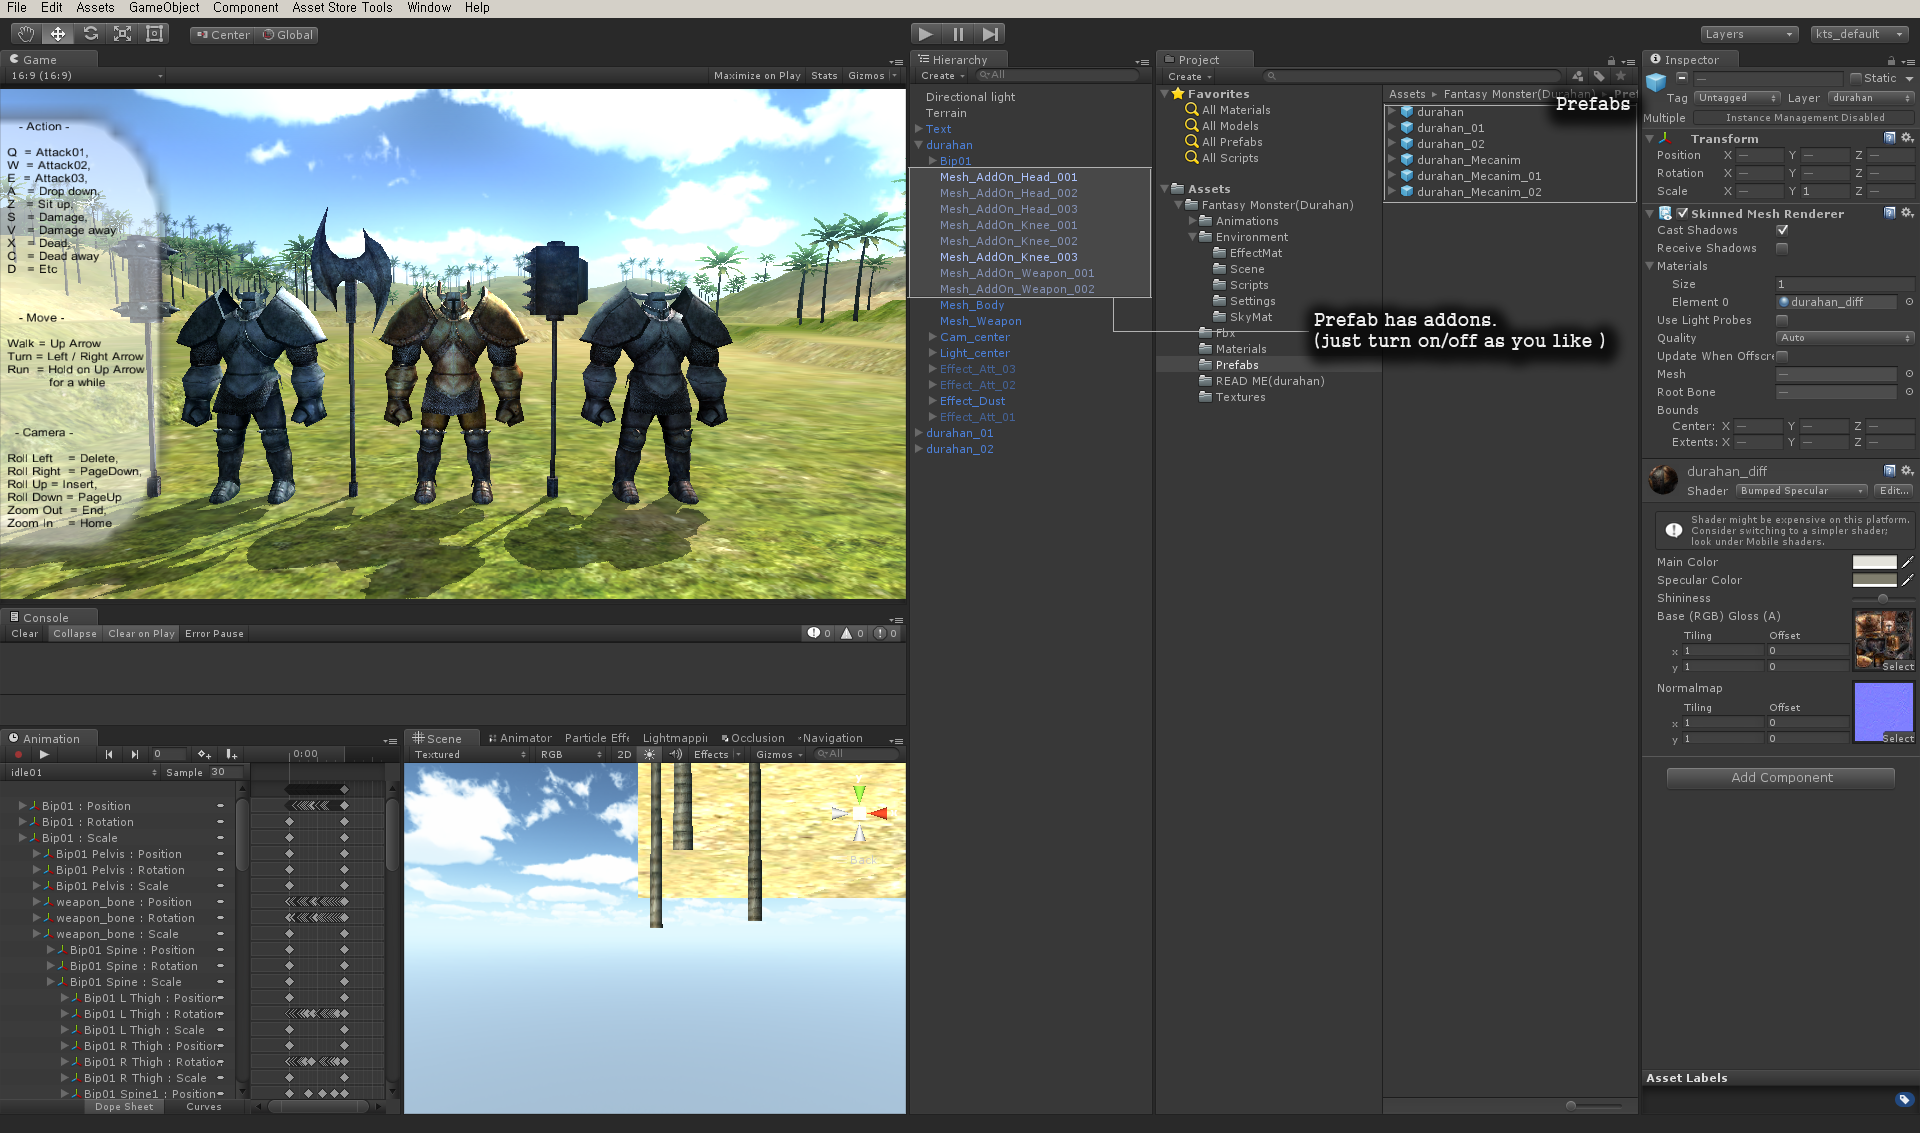 File Edit Assets GameObject Component Asset Store Tools Window Help
Center Global
Layers kts_default
Game
16:9 (16:9)
Maximize on Play Stats Gizmos
- Action -
Q = Attack01,
W = Attack02,
E = Attack03,
A = Drop down,
Z = Sit up,
S = Damage,
V = Damage away
X = Dead,
C = Dead away
D = Etc
- Move -
Walk = Up Arrow
Turn = Left / Right Arrow
Run = Hold on Up Arrow
for a while
- Camera -
Roll Left = Delete,
Roll Right = PageDown,
Roll Up = Insert,
Roll Down = PageUp
Zoom Out = End,
Zoom In = Home
Console
Clear Collapse Clear on Play Error Pause
0 0 0
Animation
0 0:00
idle01 Sample 30
Bip01 : Position
Bip01 : Rotation
Bip01 : Scale
Bip01 Pelvis : Position
Bip01 Pelvis : Rotation
Bip01 Pelvis : Scale
weapon_bone : Position
weapon_bone : Rotation
weapon_bone : Scale
Bip01 Spine : Position
Bip01 Spine : Rotation
Bip01 Spine : Scale
Bip01 L Thigh : Position
Bip01 L Thigh : Rotation
Bip01 L Thigh : Scale
Bip01 R Thigh : Position
Bip01 R Thigh : Rotation
Bip01 R Thigh : Scale
Bip01 Spine1 : Position
Dope Sheet Curves
Scene Animator Particle Effe Lightmappin Occlusion Navigation
Textured RGB 2D Effects Gizmos All
Back
Hierarchy
Create All
Directional light
Terrain
Text
durahan
Bip01
Mesh_AddOn_Head_001
Mesh_AddOn_Head_002
Mesh_AddOn_Head_003
Mesh_AddOn_Knee_001
Mesh_AddOn_Knee_002
Mesh_AddOn_Knee_003
Mesh_AddOn_Weapon_001
Mesh_AddOn_Weapon_002
Mesh_Body
Mesh_Weapon
Cam_center
Light_center
Effect_Att_03
Effect_Att_02
Effect_Dust
Effect_Att_01
durahan_01
durahan_02
Project
Create
Favorites
All Materials
All Models
All Prefabs
All Scripts
Assets
Fantasy Monster(Durahan)
Animations
Environment
EffectMat
Scene
Scripts
Settings
SkyMat
Fbx
Materials
Prefabs
READ ME(durahan)
Textures
Assets Fantasy Monster(Durahan) Pref
Prefabs
durahan
durahan_01
durahan_02
durahan_Mecanim
durahan_Mecanim_01
durahan_Mecanim_02
Prefab has addons.
(just turn on/off as you like )
Inspector
Static
Tag Untagged Layer durahan
Multiple Instance Management Disabled
Transform
Position X Y Z
Rotation X Y Z
Scale X Y 1 Z
Skinned Mesh Renderer
Cast Shadows
Receive Shadows
Materials
Size 1
Element 0 durahan_diff
Use Light Probes
Quality Auto
Update When Offscre
Mesh
Root Bone
Bounds
Center: X Y Z
Extents: X Y Z
durahan_diff
Shader Bumped Specular Edit...
Shader might be expensive on this platform.
Consider switching to a simpler shader;
look under Mobile shaders.
Main Color
Specular Color
Shininess
Base (RGB) Gloss (A)
Tiling Offset
x 1 0
y 1 0
Select
Normalmap
Tiling Offset
x 1 0
y 1 0
Select
Add Component
Asset Labels